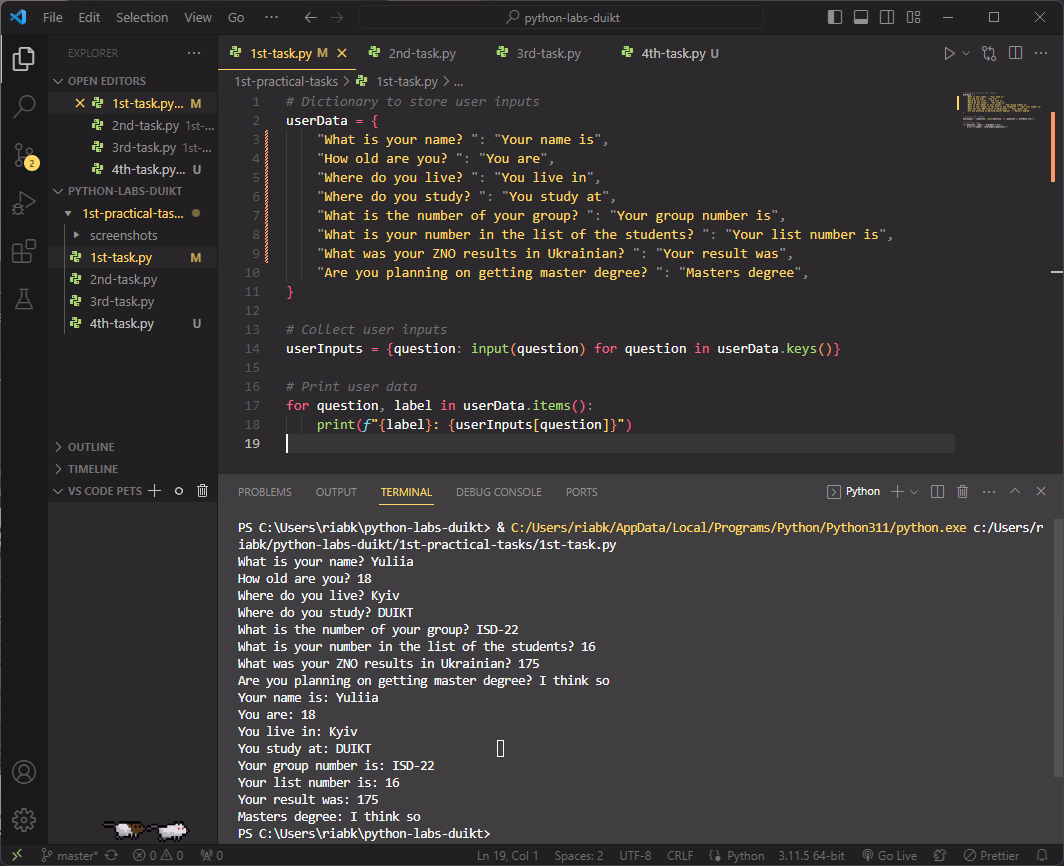 File Edit Selection View Go ··· python-labs-duikt
EXPLORER ···
OPEN EDITORS
1st-task.py... M
2nd-task.py 1st-...
3rd-task.py 1st-...
4th-task.py... U
PYTHON-LABS-DUIKT
1st-practical-tas...
screenshots
1st-task.py M
2nd-task.py
3rd-task.py
4th-task.py U
OUTLINE
TIMELINE
VS CODE PETS
2
1st-task.py M 2nd-task.py 3rd-task.py 4th-task.py U
1st-practical-tasks > 1st-task.py > ...
1 # Dictionary to store user inputs
2 userData = {
3 "What is your name? ": "Your name is",
4 "How old are you? ": "You are",
5 "Where do you live? ": "You live in",
6 "Where do you study? ": "You study at",
7 "What is the number of your group? ": "Your group number is",
8 "What is your number in the list of the students? ": "Your list number is",
9 "What was your ZNO results in Ukrainian? ": "Your result was",
10 "Are you planning on getting master degree? ": "Masters degree",
11 }
12
13 # Collect user inputs
14 userInputs = {question: input(question) for question in userData.keys()}
15
16 # Print user data
17 for question, label in userData.items():
18 print(f"{label}: {userInputs[question]}")
19
PROBLEMS OUTPUT TERMINAL DEBUG CONSOLE PORTS Python
PS C:\Users\riabk\python-labs-duikt> & C:/Users/riabk/AppData/Local/Programs/Python/Python311/python.exe c:/Users/r
iabk/python-labs-duikt/1st-practical-tasks/1st-task.py
What is your name? Yuliia
How old are you? 18
Where do you live? Kyiv
Where do you study? DUIKT
What is the number of your group? ISD-22
What is your number in the list of the students? 16
What was your ZNO results in Ukrainian? 175
Are you planning on getting master degree? I think so
Your name is: Yuliia
You are: 18
You live in: Kyiv
You study at: DUIKT
Your group number is: ISD-22
Your list number is: 16
Your result was: 175
Masters degree: I think so
PS C:\Users\riabk\python-labs-duikt>
master* 0 0 0 Ln 19, Col 1 Spaces: 2 UTF-8 CRLF Python 3.11.5 64-bit Go Live Prettier